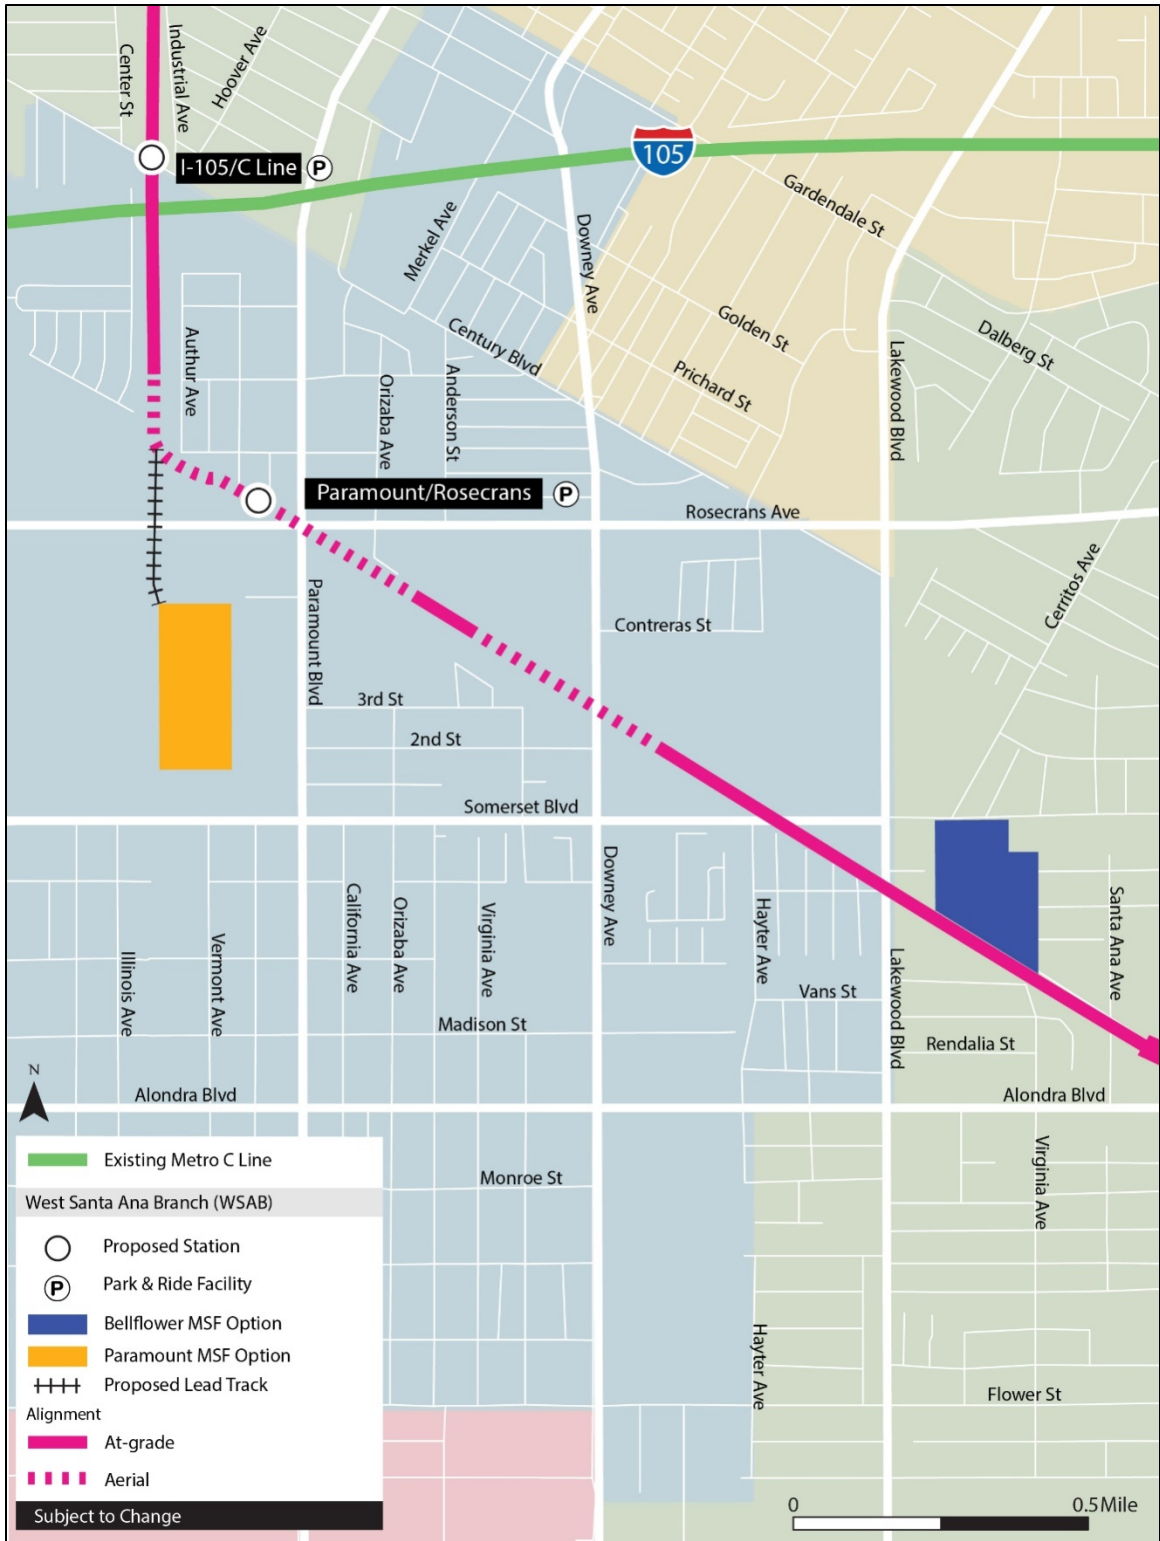 Center St
Industrial Ave
Hoover Ave
I-105/C Line
P
105
Gardendale St
Merkel Ave
Downey Ave
Golden St
Dalberg St
Century Blvd
Prichard St
Authur Ave
Orizaba Ave
Anderson St
Lakewood Blvd
Paramount/Rosecrans
P
Rosecrans Ave
Cerritos Ave
Paramount Blvd
Contreras St
3rd St
2nd St
Somerset Blvd
Downey Ave
California Ave
Orizaba Ave
Virginia Ave
Hayter Ave
Santa Ana Ave
Illinois Ave
Vermont Ave
Lakewood Blvd
Vans St
Madison St
Rendalia St
N
Alondra Blvd
Alondra Blvd
Existing Metro C Line
West Santa Ana Branch (WSAB)
Proposed Station
P
Park & Ride Facility
Bellflower MSF Option
Paramount MSF Option
Proposed Lead Track
Alignment
At-grade
Aerial
Subject to Change
Monroe St
Virginia Ave
Hayter Ave
Flower St
0
0.5Mile